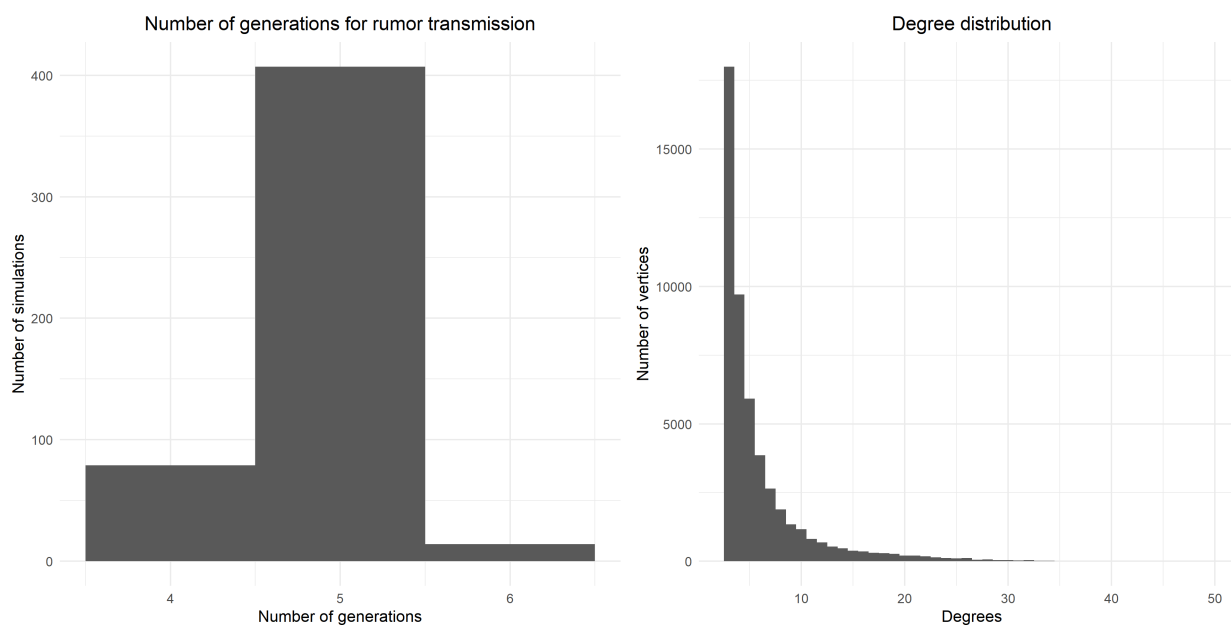 Number of generations for rumor transmission
Number of simulations
400
300
200
100
0
4 5 6
Number of generations
Degree distribution
Number of vertices
15000
10000
5000
0
10 20 30 40 50
Degrees